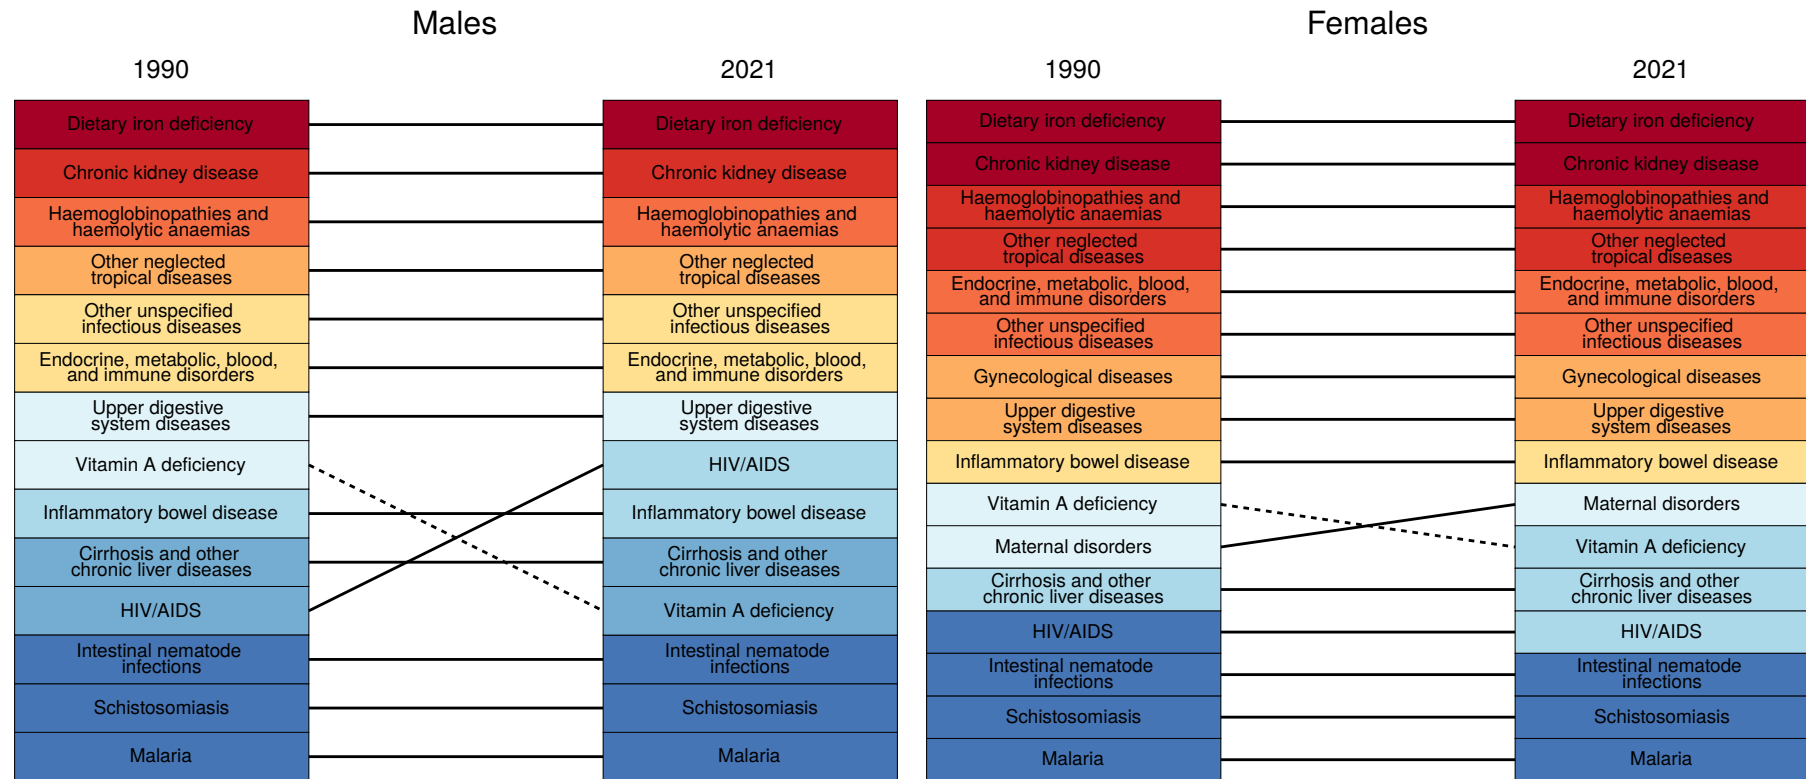 Males
1990
2021
Dietary iron deficiency
Chronic kidney disease
Haemoglobinopathies and
haemolytic anaemias
Other neglected
tropical diseases
Other unspecified
infectious diseases
Endocrine, metabolic, blood,
and immune disorders
Upper digestive
system diseases
Vitamin A deficiency
Inflammatory bowel disease
Cirrhosis and other
chronic liver diseases
HIV/AIDS
Intestinal nematode
infections
Schistosomiasis
Malaria
Dietary iron deficiency
Chronic kidney disease
Haemoglobinopathies and
haemolytic anaemias
Other neglected
tropical diseases
Other unspecified
infectious diseases
Endocrine, metabolic, blood,
and immune disorders
Upper digestive
system diseases
HIV/AIDS
Inflammatory bowel disease
Cirrhosis and other
chronic liver diseases
Vitamin A deficiency
Intestinal nematode
infections
Schistosomiasis
Malaria
Females
1990
2021
Dietary iron deficiency
Chronic kidney disease
Haemoglobinopathies and
haemolytic anaemias
Other neglected
tropical diseases
Endocrine, metabolic, blood,
and immune disorders
Other unspecified
infectious diseases
Gynecological diseases
Upper digestive
system diseases
Inflammatory bowel disease
Vitamin A deficiency
Maternal disorders
Cirrhosis and other
chronic liver diseases
HIV/AIDS
Intestinal nematode
infections
Schistosomiasis
Malaria
Dietary iron deficiency
Chronic kidney disease
Haemoglobinopathies and
haemolytic anaemias
Other neglected
tropical diseases
Endocrine, metabolic, blood,
and immune disorders
Other unspecified
infectious diseases
Gynecological diseases
Upper digestive
system diseases
Inflammatory bowel disease
Maternal disorders
Vitamin A deficiency
Cirrhosis and other
chronic liver diseases
HIV/AIDS
Intestinal nematode
infections
Schistosomiasis
Malaria